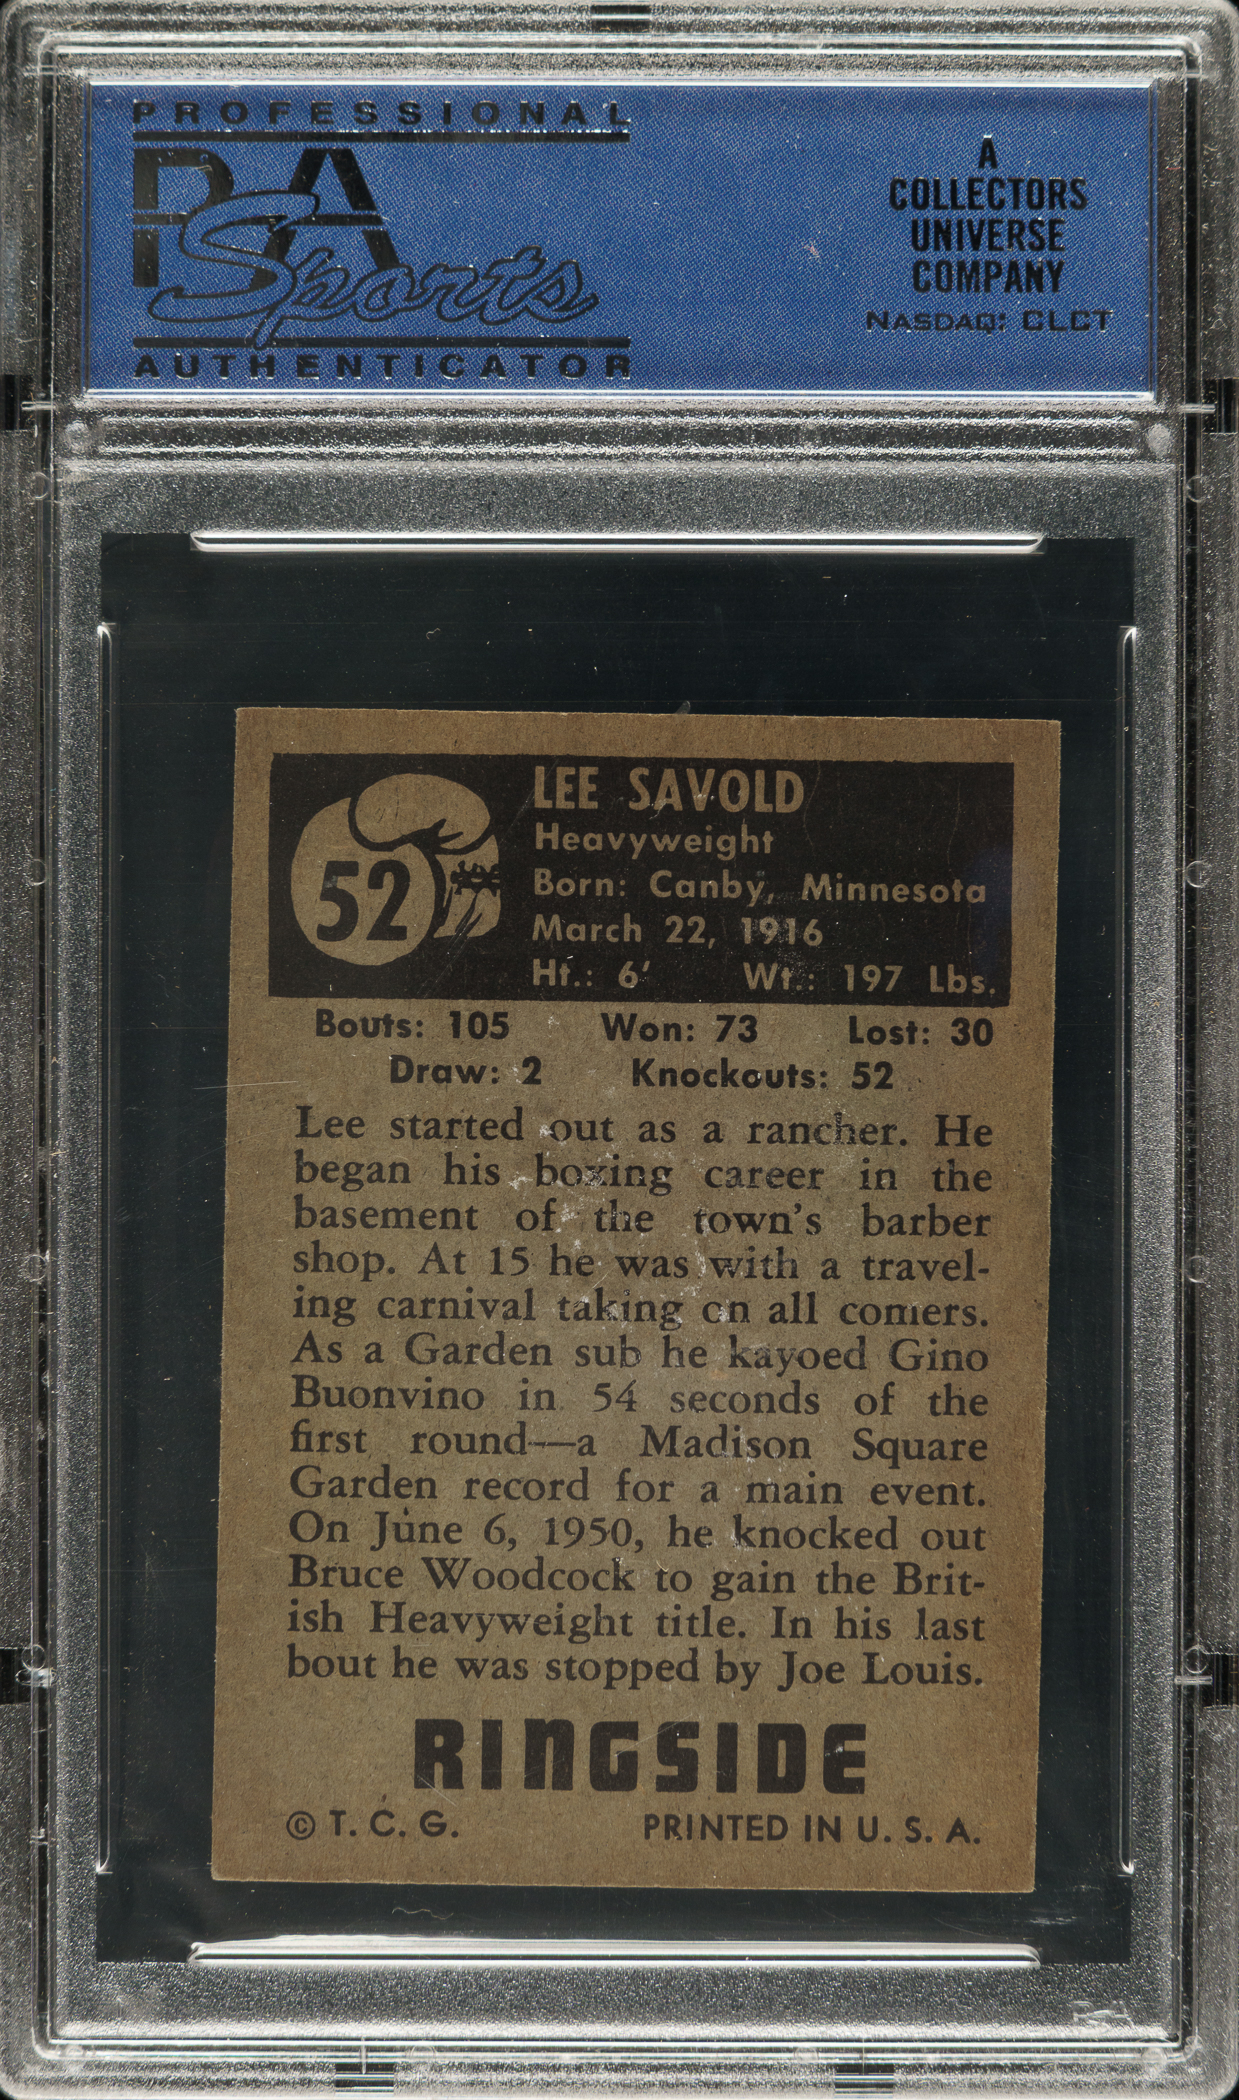 PROFESSIONAL
PSA
Sports
AUTHENTICATOR
A
COLLECTORS
UNIVERSE
COMPANY
NASDAQ: CLCT
52
LEE SAVOLD
Heavyweight
Born: Canby, Minnesota
March 22, 1916
Ht.: 6' Wt.: 197 Lbs.
Bouts: 105 Won: 73 Lost: 30
Draw: 2 Knockouts: 52
Lee started out as a rancher. He
began his boxing career in the
basement of the town's barber
shop. At 15 he was with a travel-
ing carnival taking on all comers.
As a Garden sub he kayoed Gino
Buonvino in 54 seconds of the
first round—a Madison Square
Garden record for a main event.
On June 6, 1950, he knocked out
Bruce Woodcock to gain the Brit-
ish Heavyweight title. In his last
bout he was stopped by Joe Louis.
RINGSIDE
© T. C. G. PRINTED IN U. S. A.
PSA